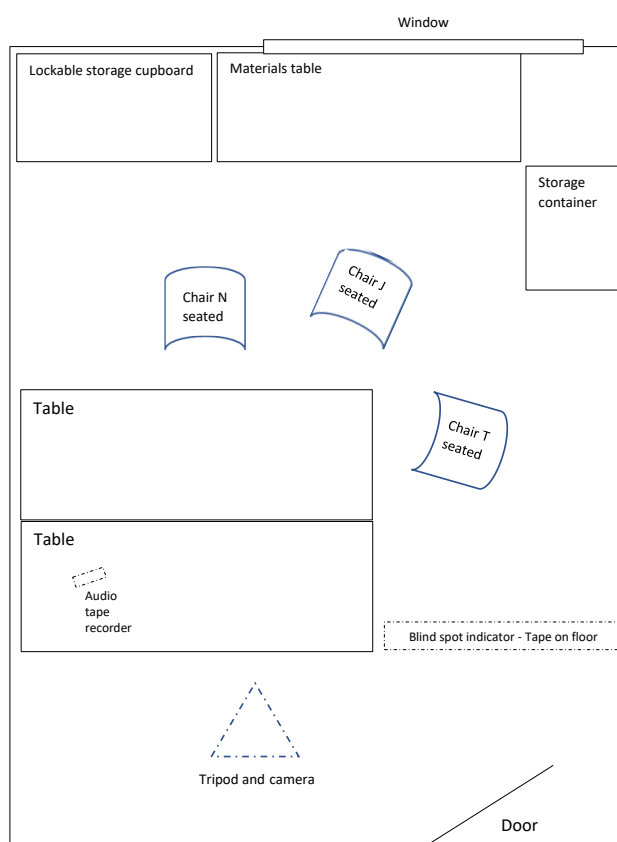 Window
Lockable storage cupboard
Materials table
Storage
container
Chair J
seated
Chair N
seated
Table
Chair T
seated
Table
Audio
tape
recorder
Blind spot indicator - Tape on floor
Tripod and camera
Door